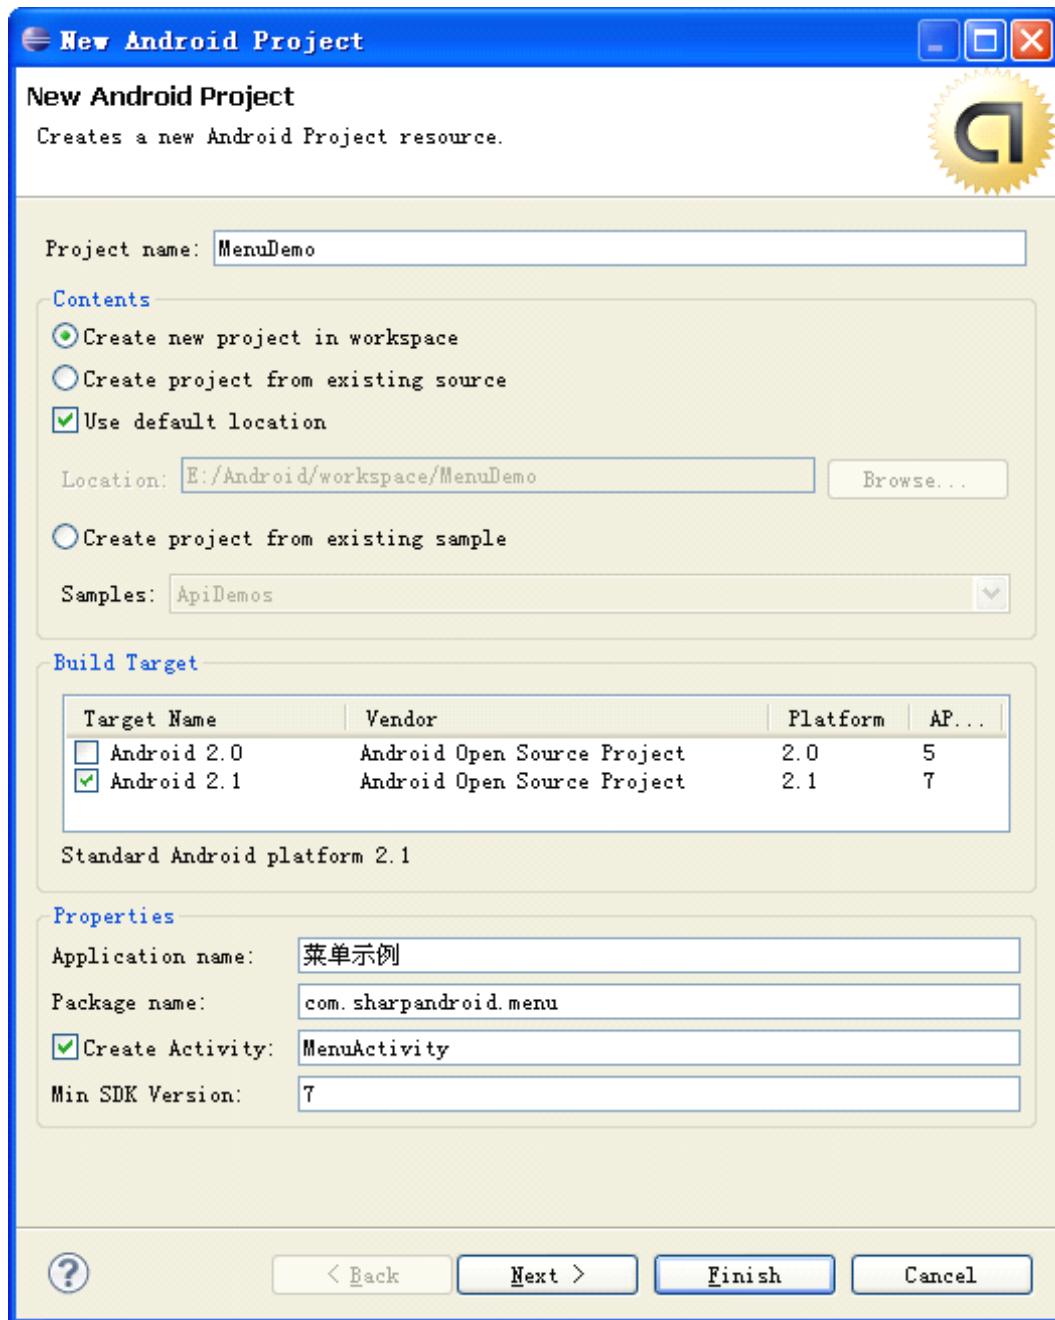 New Android Project
New Android Project
Creates a new Android Project resource.
Project name: MenuDemo
Contents
Create new project in workspace
Create project from existing source
Use default location
Location: E:/Android/workspace/MenuDemo Browse...
Create project from existing sample
Samples: ApiDemos
Build Target
Target Name Vendor Platform AP...
Android 2.0 Android Open Source Project 2.0 5
Android 2.1 Android Open Source Project 2.1 7
Standard Android platform 2.1
Properties
Application name: 菜单示例
Package name: com.sharpandroid.menu
Create Activity: MenuActivity
Min SDK Version: 7
? < Back Next > Finish Cancel